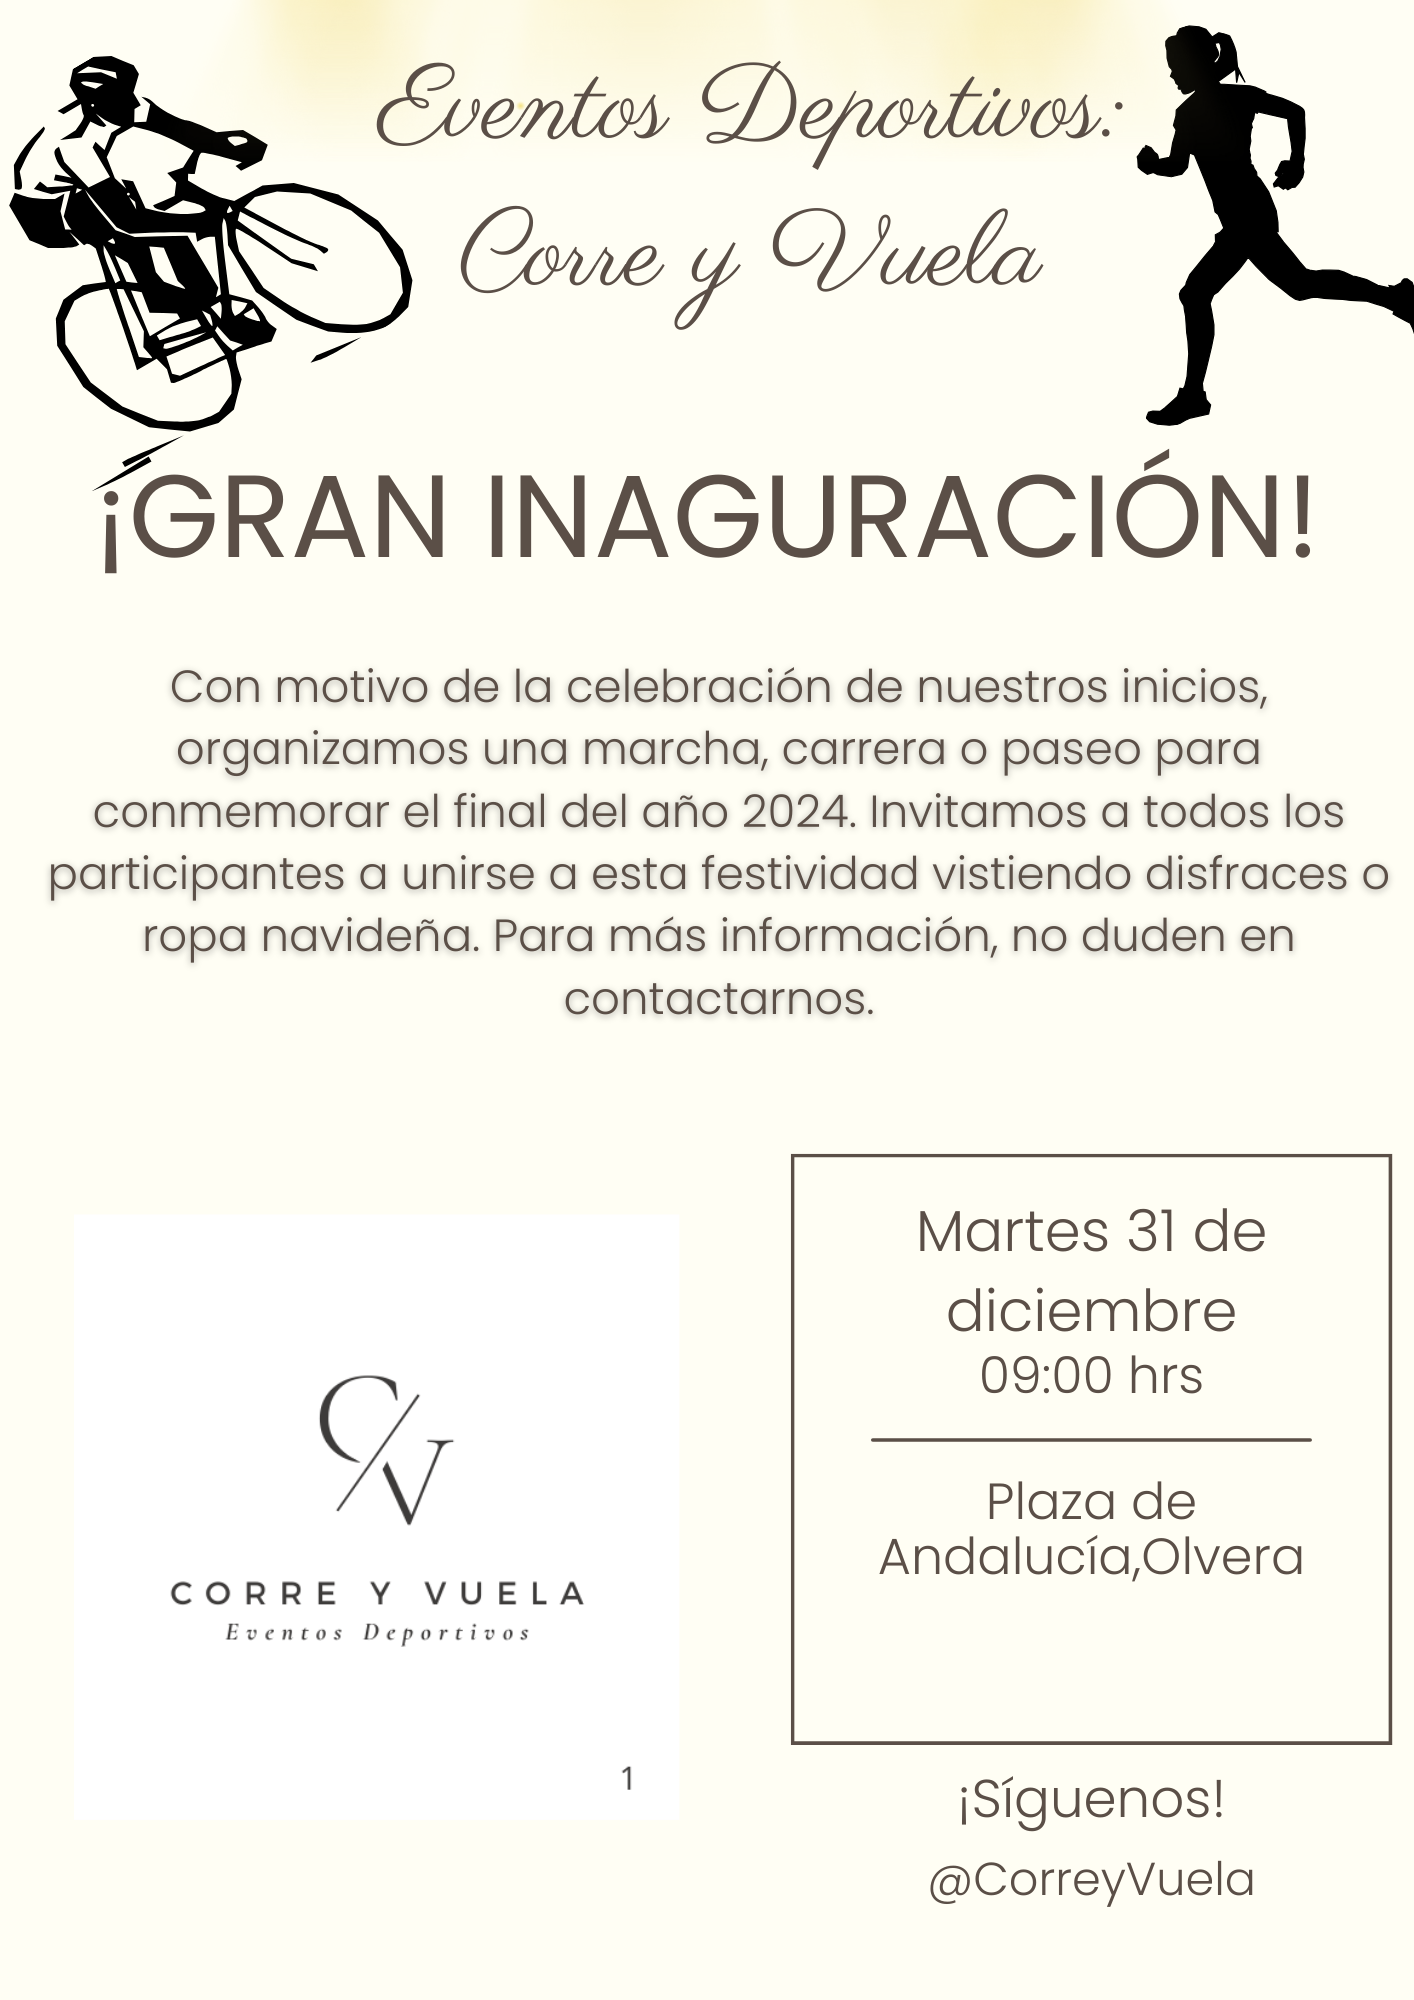 Eventos Deportivos:
Corre y Vuela
¡GRAN INAGURACIÓN!
Con motivo de la celebración de nuestros inicios,
organizamos una marcha, carrera o paseo para
conmemorar el final del año 2024. Invitamos a todos los
participantes a unirse a esta festividad vistiendo disfraces o
ropa navideña. Para más información, no duden en
contactarnos.
CV
CORRE Y VUELA
Eventos Deportivos
1
Martes 31 de
diciembre
09:00 hrs
Plaza de
Andalucía,Olvera
¡Síguenos!
@CorreyVuela